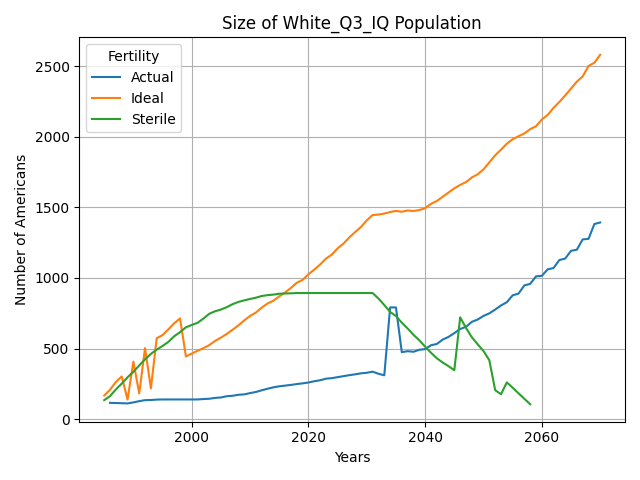 Size of White_Q3_IQ Population
Fertility
Actual
Ideal
Sterile
Number of Americans
2500
2000
1500
1000
500
0
2000
2020
2040
2060
Years